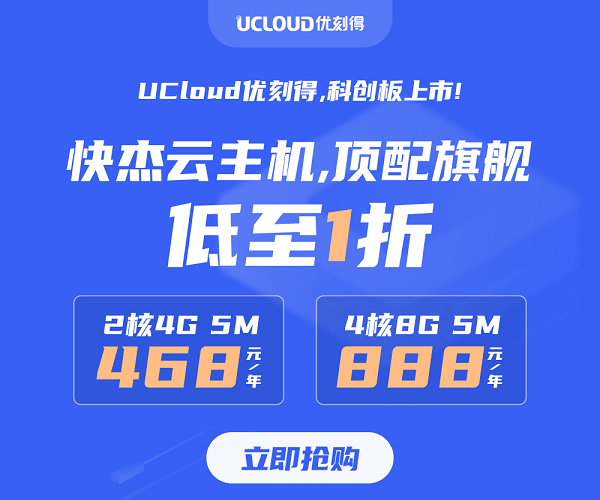 UCLOUD优刻得
UCloud优刻得,科创板上市!
快杰云主机,顶配旗舰
低至1折
2核4G 5M
468元/年
4核8G 5M
888元/年
立即抢购